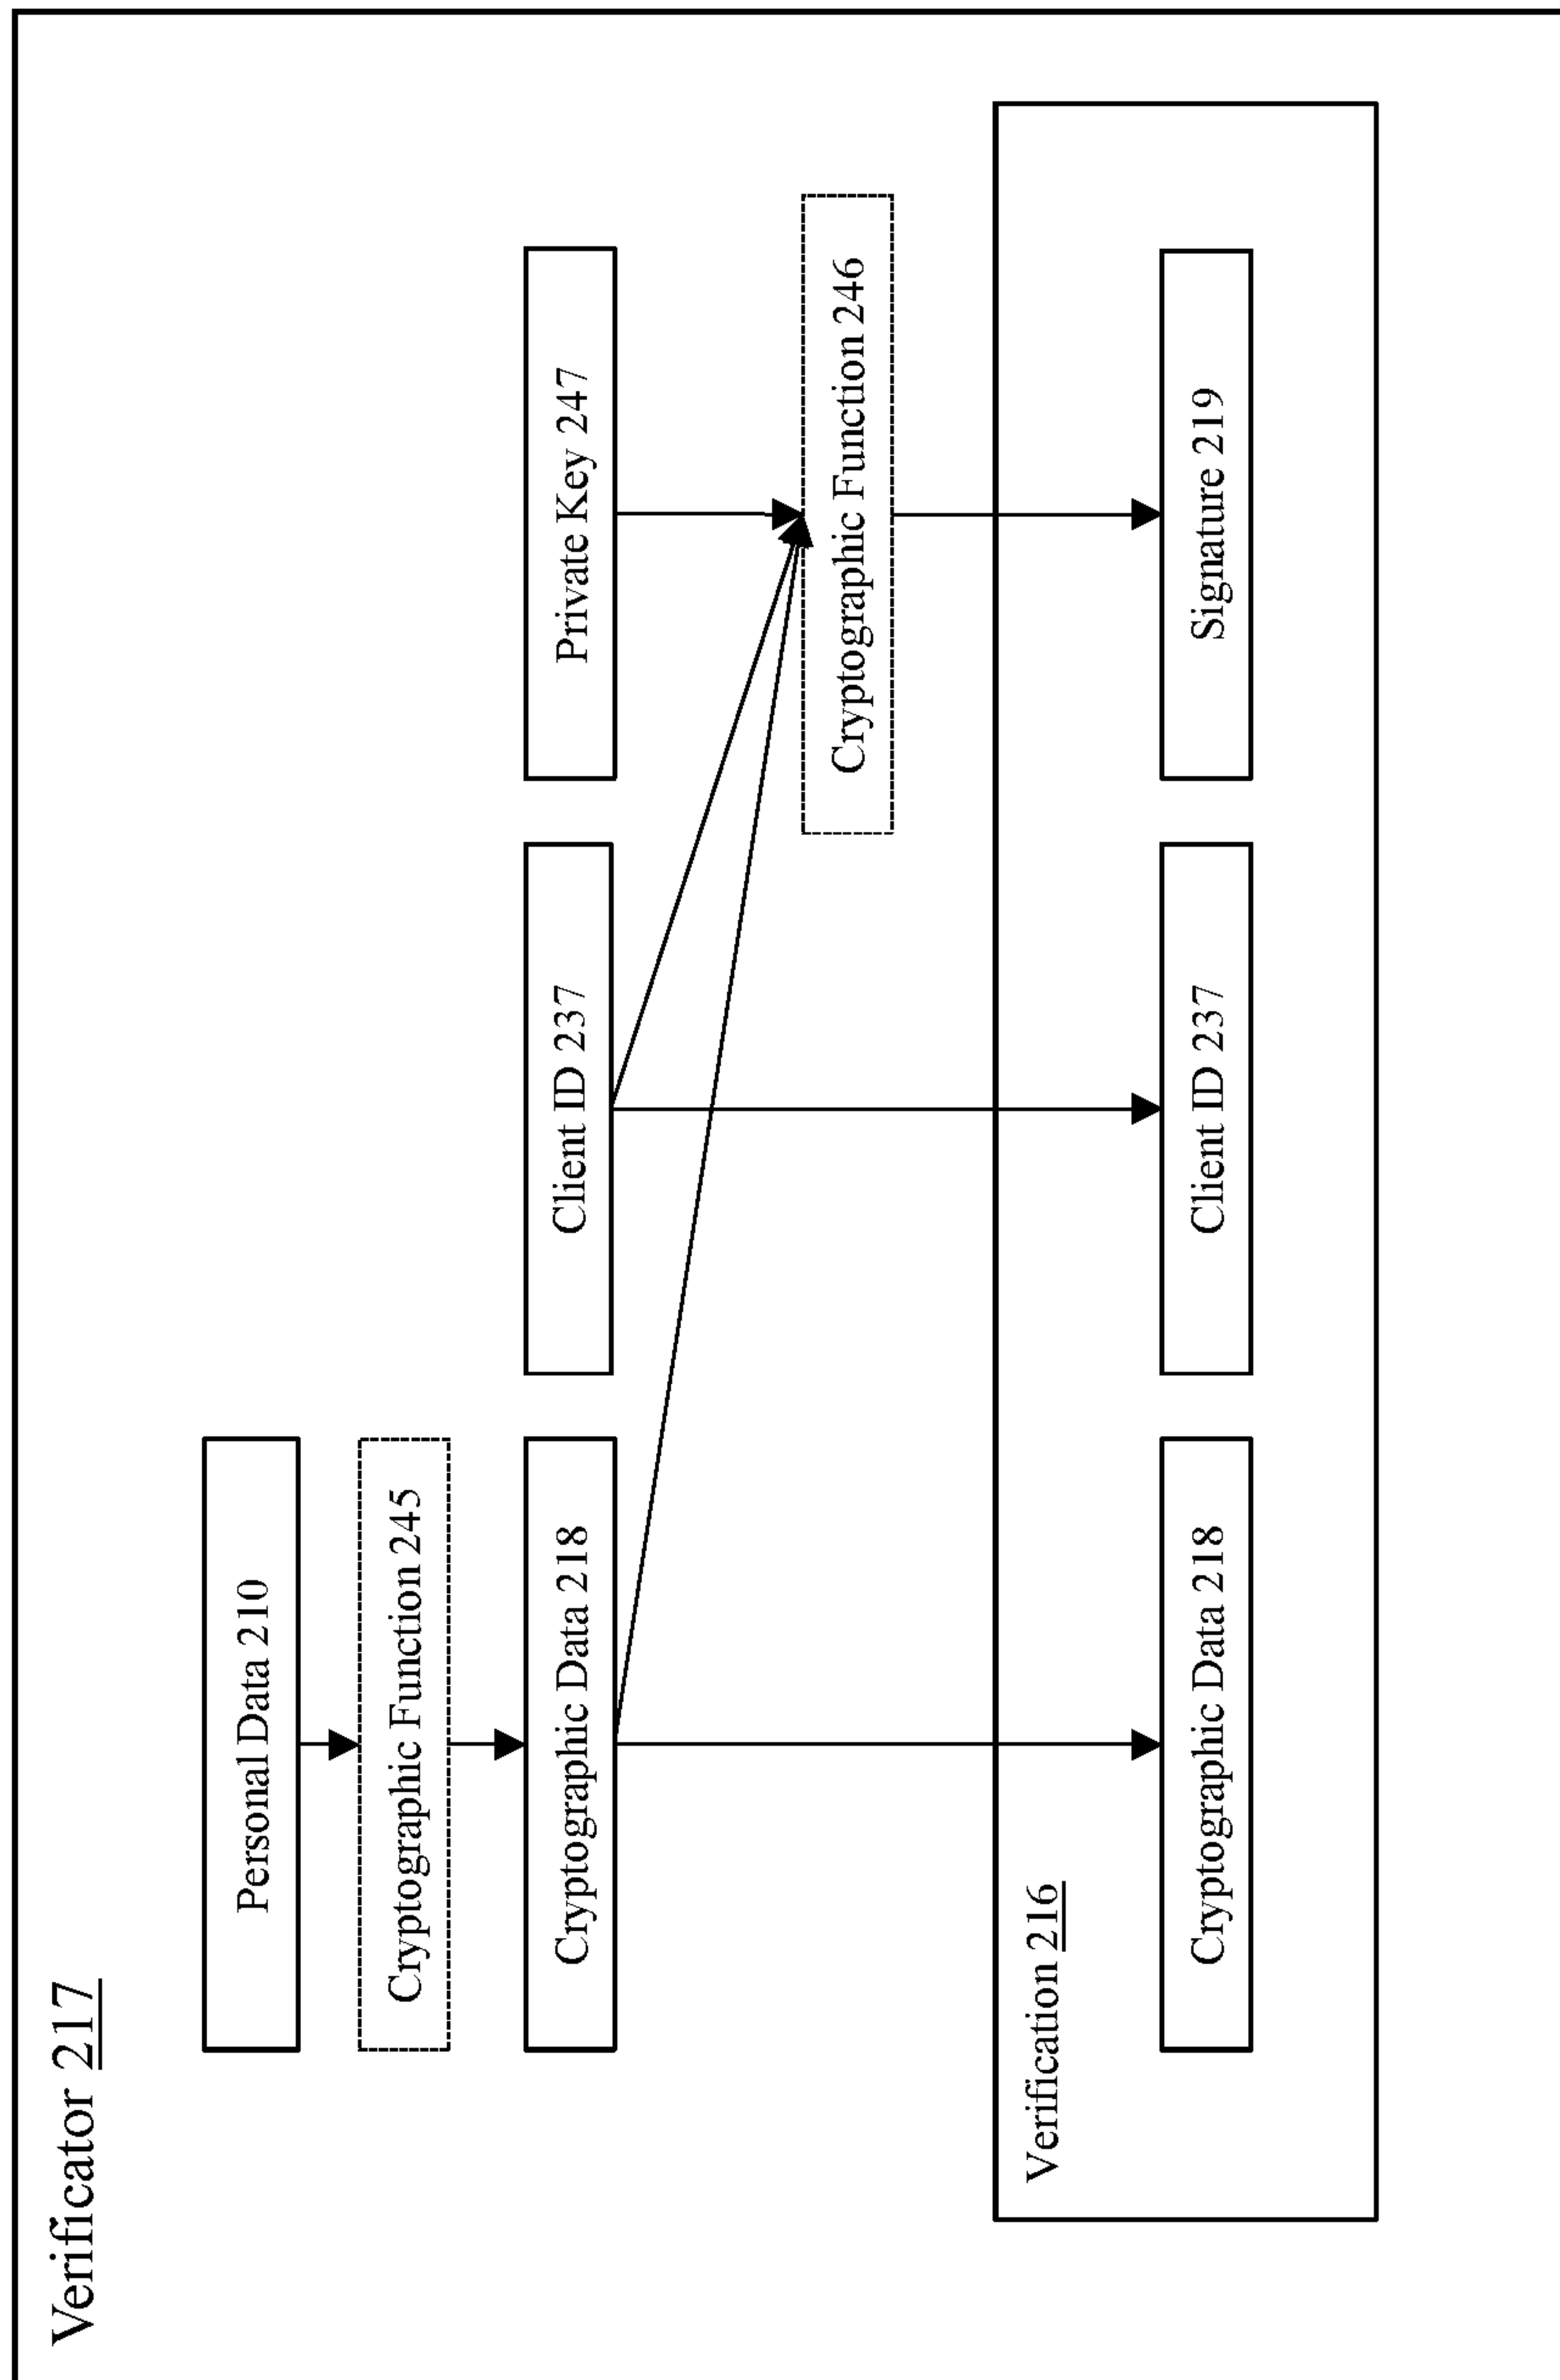 Verificator 217
Personal Data 210
Cryptographic Function 245
Cryptographic Data 218
Client ID 237
Private Key 247
Cryptographic Function 246
Verification 216
Cryptographic Data 218
Client ID 237
Signature 219